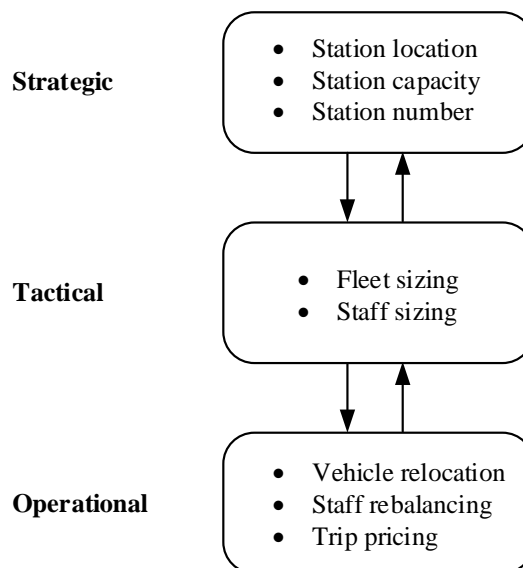 Strategic
• Station location
• Station capacity
• Station number
Tactical
• Fleet sizing
• Staff sizing
Operational
• Vehicle relocation
• Staff rebalancing
• Trip pricing